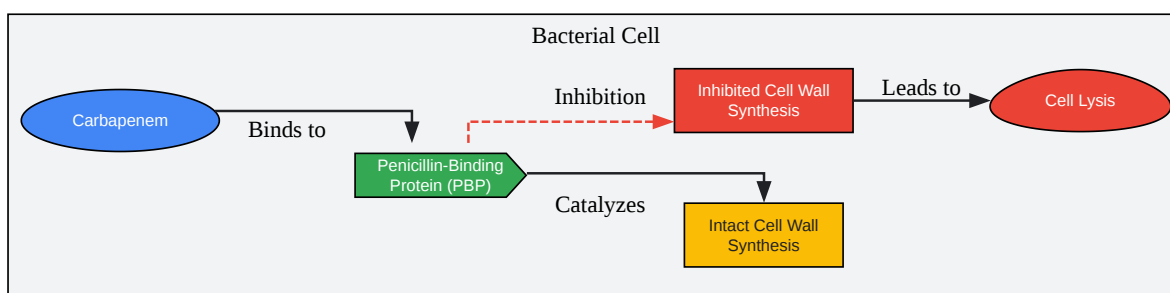 Bacterial Cell
Carbapenem
Binds to
Penicillin-Binding
Protein (PBP)
Inhibition
Inhibited Cell Wall
Synthesis
Leads to
Cell Lysis
Catalyzes
Intact Cell Wall
Synthesis